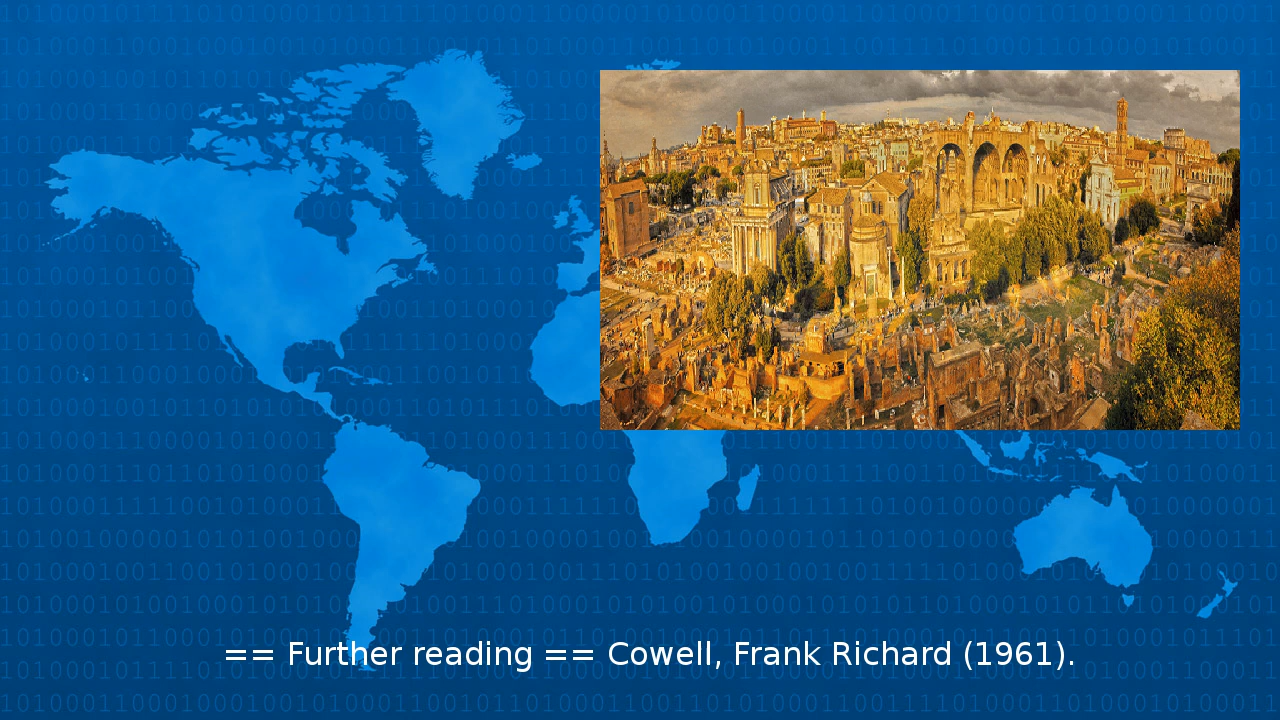 == Further reading == Cowell, Frank Richard (1961).